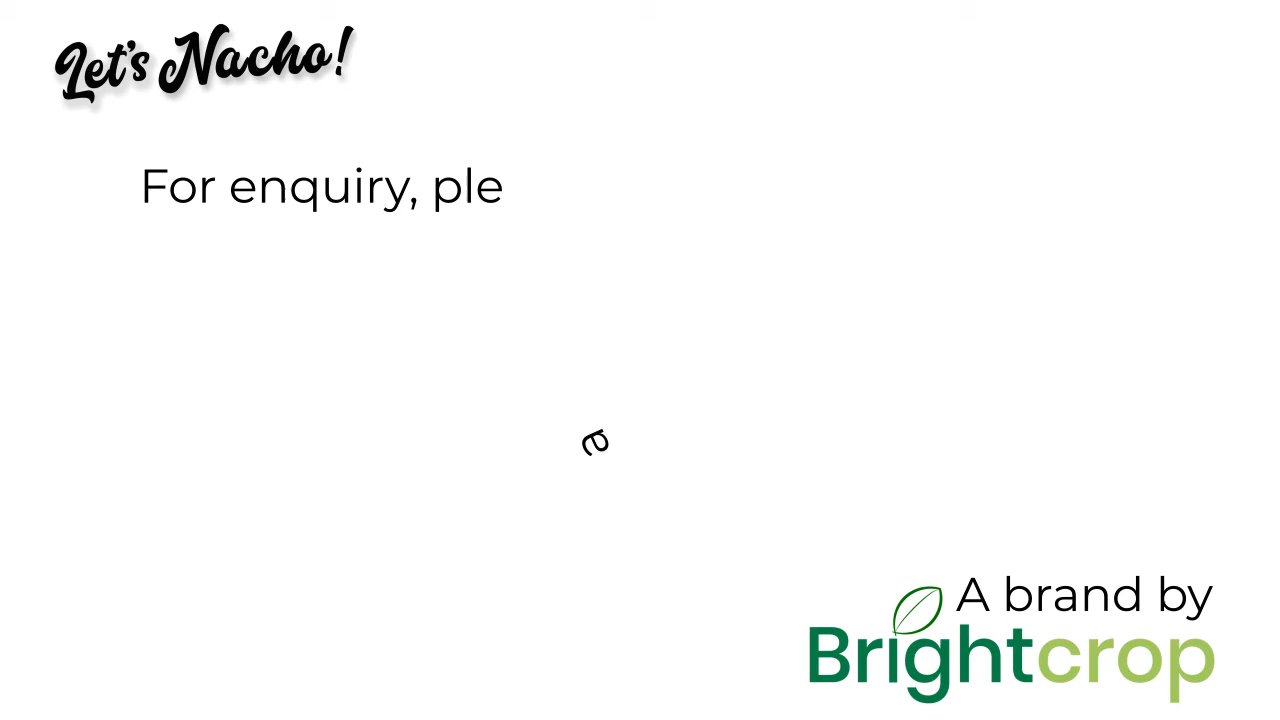 Let's Nacho!
For enquiry, ple
a
A brand by
Brightcrop